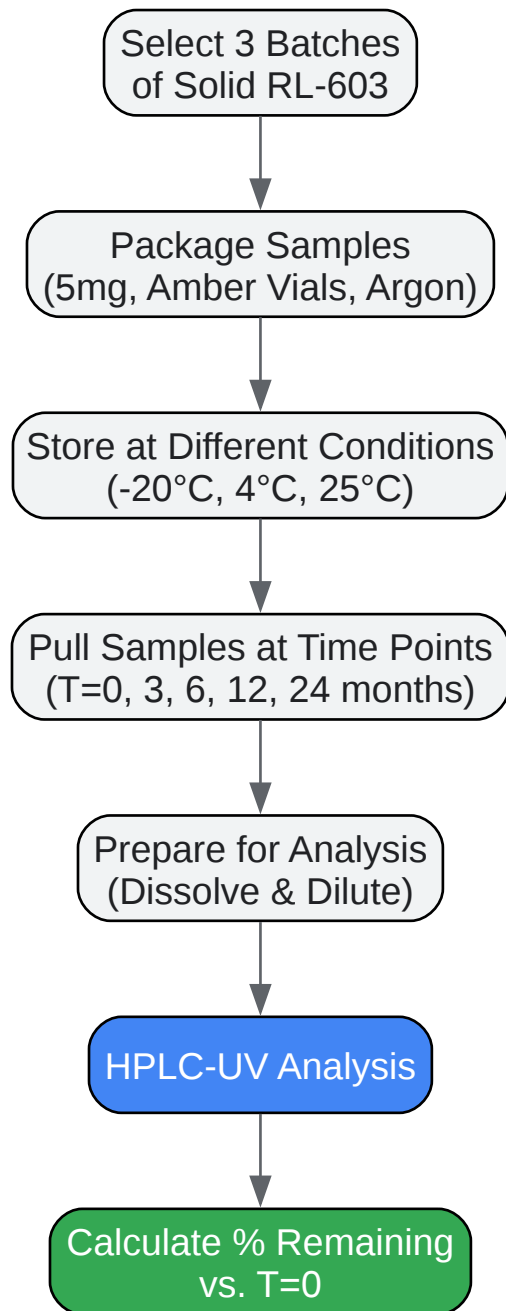 Select 3 Batches
of Solid RL-603
Package Samples
(5mg, Amber Vials, Argon)
Store at Different Conditions
(-20°C, 4°C, 25°C)
Pull Samples at Time Points
(T=0, 3, 6, 12, 24 months)
Prepare for Analysis
(Dissolve & Dilute)
HPLC-UV Analysis
Calculate % Remaining
vs. T=0